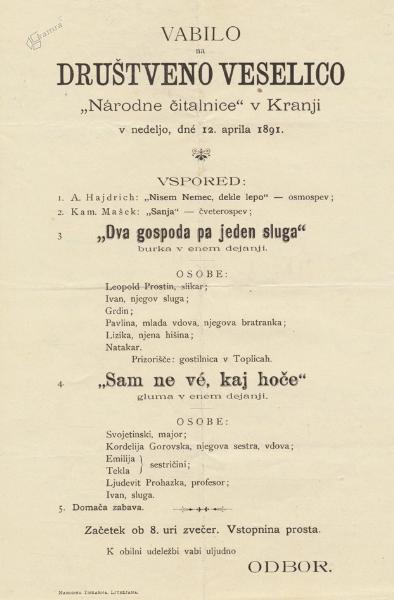 Kamra
VABILO
na
DRUŠTVENO VESELICO
„Národne čitalnice“ v Kranji
v nedeljo, dné 12. aprila 1891.
VSPORED:
1. A. Hajdrich: „Nisem Nemec, dekle lepo“ — osmospev;
2. Kam. Mašek: „Sanja“ — čveterospev;
3 „Dva gospoda pa jeden sluga“
burka v enem dejanji.
OSOBE:
Leopold Prostin, slikar;
Ivan, njegov sluga;
Grdin;
Pavlina, mlada vdova, njegova bratranka;
Lizika, njena hišina;
Natakar.
Prizorišče: gostilnica v Toplicah.
4. „Sam ne vé, kaj hoče“
gluma v enem dejanji.
OSOBE:
Svojetinski, major;
Kordelija Gorovska, njegova sestra, vdova;
Emilija } sestričini;
Tekla
Ljudevit Prohazka, profesor;
Ivan, sluga.
5. Domača zabava.
Začetek ob 8. uri zvečer. Vstopnina prosta.
K obilni udeležbi vabi uljudno
ODBOR.
Narodna Tiskarna, Ljubljana.